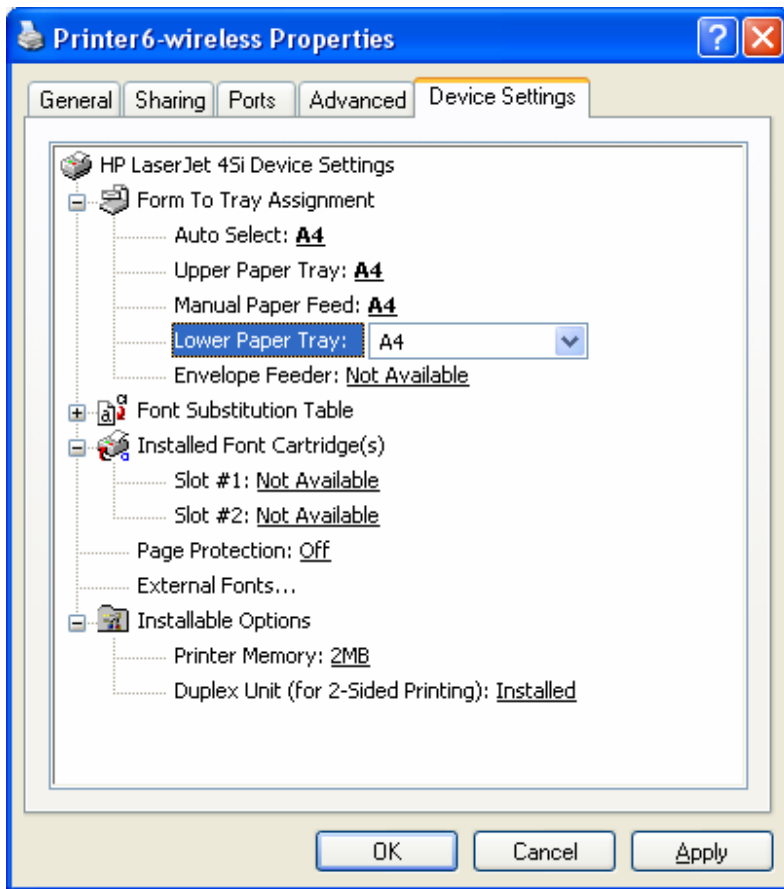 Printer6-wireless Properties
General Sharing Ports Advanced Device Settings
HP LaserJet 4Si Device Settings
Form To Tray Assignment
Auto Select: A4
Upper Paper Tray: A4
Manual Paper Feed: A4
Lower Paper Tray: A4
Envelope Feeder: Not Available
Font Substitution Table
Installed Font Cartridge(s)
Slot #1: Not Available
Slot #2: Not Available
Page Protection: Off
External Fonts...
Installable Options
Printer Memory: 2MB
Duplex Unit (for 2-Sided Printing): Installed
OK Cancel Apply